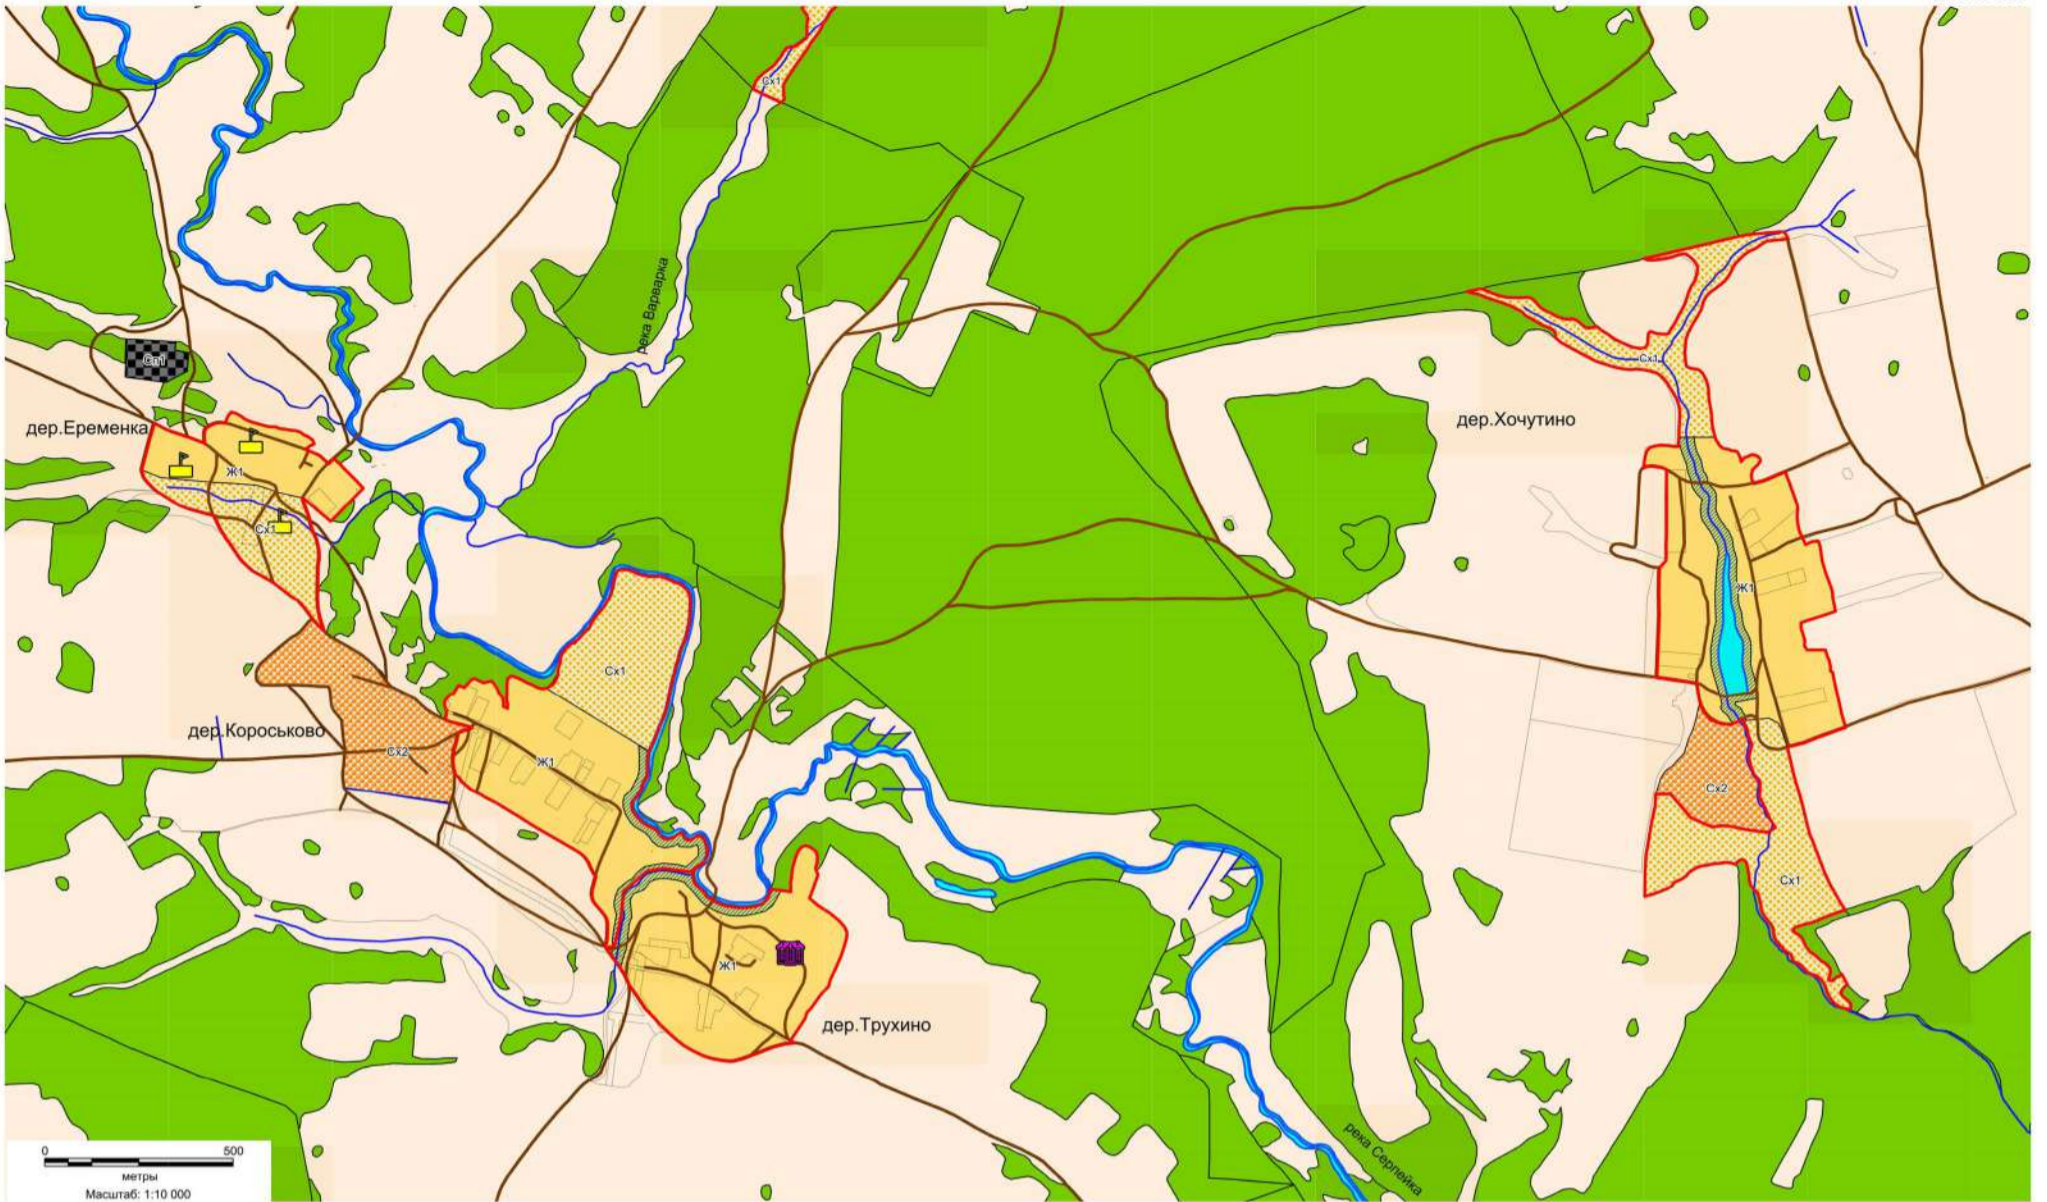 Сх1
река Варварка
Сп1
Сх1
дер.Хочутино
дер.Еременка
Ж1
Сх1
Ж1
Сх1
дер.Короськово
Сх2
Ж1
Сх2
Сх1
Ж1
дер.Трухино
река Серпейка
0 500
метры
Масштаб: 1:10 000